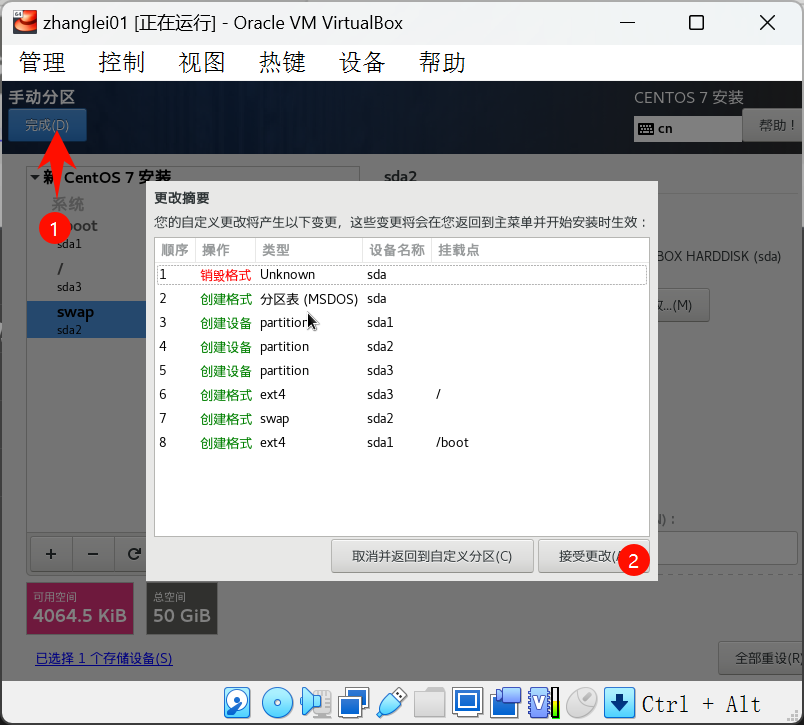 64
zhanglei01 [正在运行] - Oracle VM VirtualBox
管理 控制 视图 热键 设备 帮助
手动分区
CENTOS 7 安装
完成(D)
cn
帮助！
新 CentOS 7 安装
sda2
系统
1
boot
sda1
/
sda3
swap
sda2
更改摘要
您的自定义更改将产生以下变更，这些变更将会在您返回到主菜单并开始安装时生效：
顺序 操作 类型 设备名称 挂载点
1 销毁格式 Unknown sda
2 创建格式 分区表 (MSDOS) sda
3 创建设备 partition sda1
4 创建设备 partition sda2
5 创建设备 partition sda3
6 创建格式 ext4 sda3 /
7 创建格式 swap sda2
8 创建格式 ext4 sda1 /boot
BOX HARDDISK (sda)
...(M)
N)：
取消并返回到自定义分区(C)
接受更改(
2
+ −
可用空间
4064.5 KiB
总空间
50 GiB
已选择 1 个存储设备(S)
全部重设(R
Ctrl + Alt